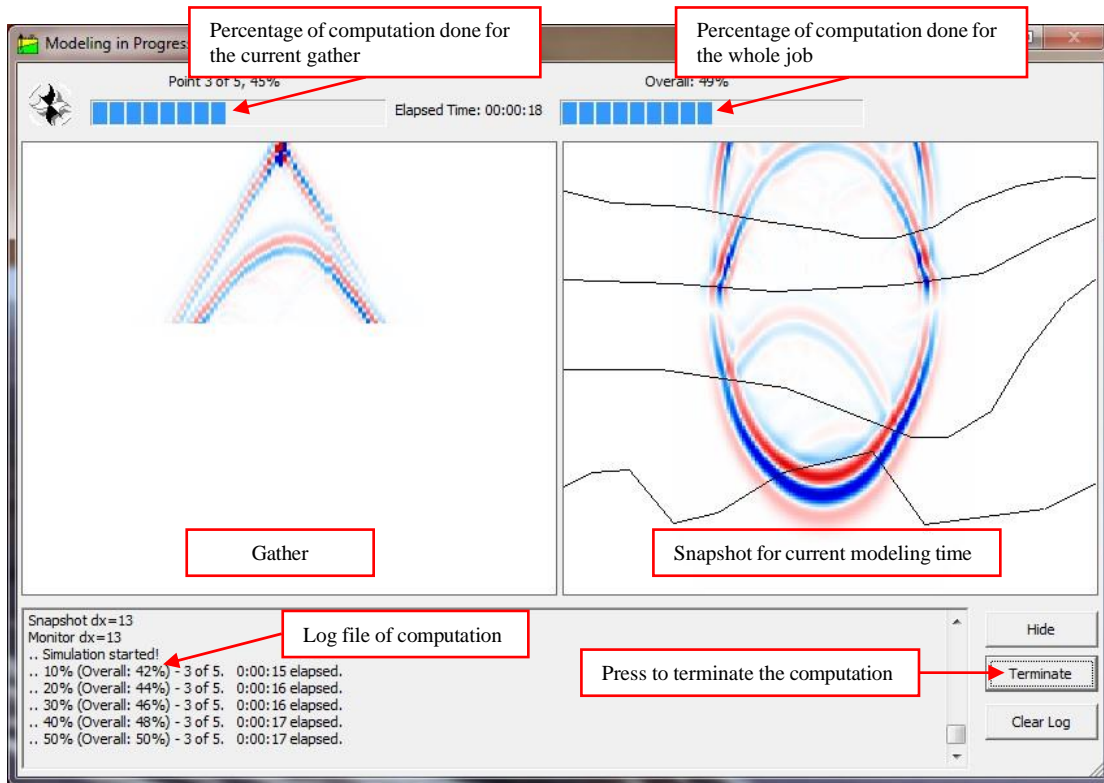 Percentage of computation done for
the current gather
Percentage of computation done for
the whole job
Modeling in Progres
Point 3 of 5, 45%
Elapsed Time: 00:00:18
Overall: 49%
Gather
Snapshot for current modeling time
Snapshot dx=13
Monitor dx=13
.. Simulation started!
.. 10% (Overall: 42%) - 3 of 5.   0:00:15 elapsed.
.. 20% (Overall: 44%) - 3 of 5.   0:00:16 elapsed.
.. 30% (Overall: 46%) - 3 of 5.   0:00:16 elapsed.
.. 40% (Overall: 48%) - 3 of 5.   0:00:17 elapsed.
.. 50% (Overall: 50%) - 3 of 5.   0:00:17 elapsed.
Log file of computation
Press to terminate the computation
Hide
Terminate
Clear Log